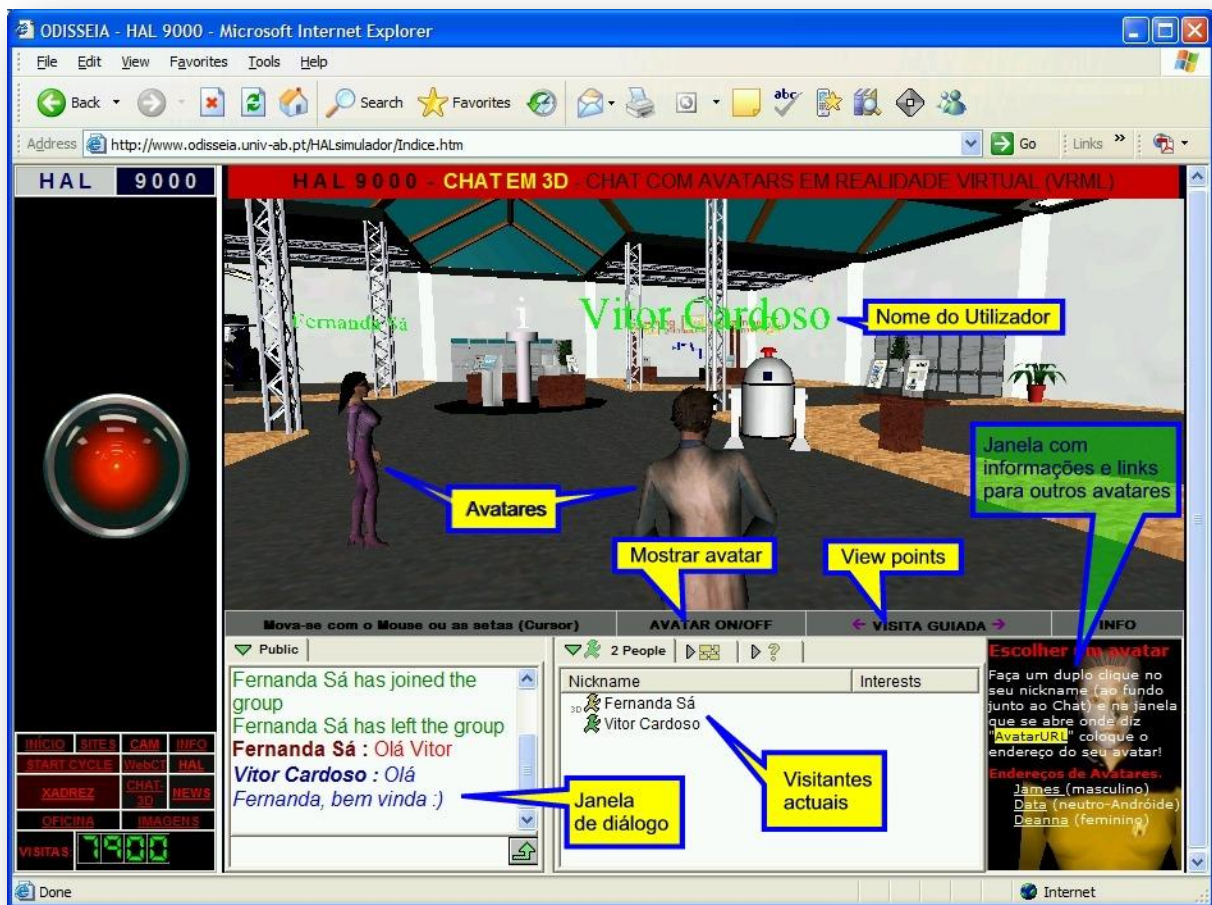 ODISSEIA - HAL 9000 - Microsoft Internet Explorer
File Edit View Favorites Tools Help
Back Search Favorites
Address http://www.odisseia.univ-ab.pt/HALsimulador/Indice.htm Go Links
HAL 9000
HAL 9000 - CHAT EM 3D - CHAT COM AVATARS EM REALIDADE VIRTUAL (VRML)
Fernanda Sá
Vitor Cardoso
Nome do Utilizador
Janela com
informações e links
para outros avatares
Avatares
Mostrar avatar
View points
Mova-se com o Mouse ou as setas (Cursor) AVATAR ON/OFF VISITA GUIADA INFO
Public
Fernanda Sá has joined the
group
Fernanda Sá has left the group
Fernanda Sá : Olá Vitor
Vitor Cardoso : Olá
Fernanda, bem vinda :)
Janela
de diálogo
2 People
Nickname Interests
3D Fernanda Sá
Vitor Cardoso
Visitantes
actuais
Escolher um avatar
Faça um duplo clique no
seu nickname (ao fundo
junto ao Chat) e na janela
que se abre onde diz
"AvatarURL" coloque o
endereço do seu avatar!
Endereços de Avatares.
James (masculino)
Data (neutro-Andróide)
Deanna (feminino)
INÍCIO SITES CAM INFO
START CYCLE WebCT HAL
XADREZ CHAT-3D NEWS
OFICINA IMAGENS
VISITAS: 7900
Done Internet